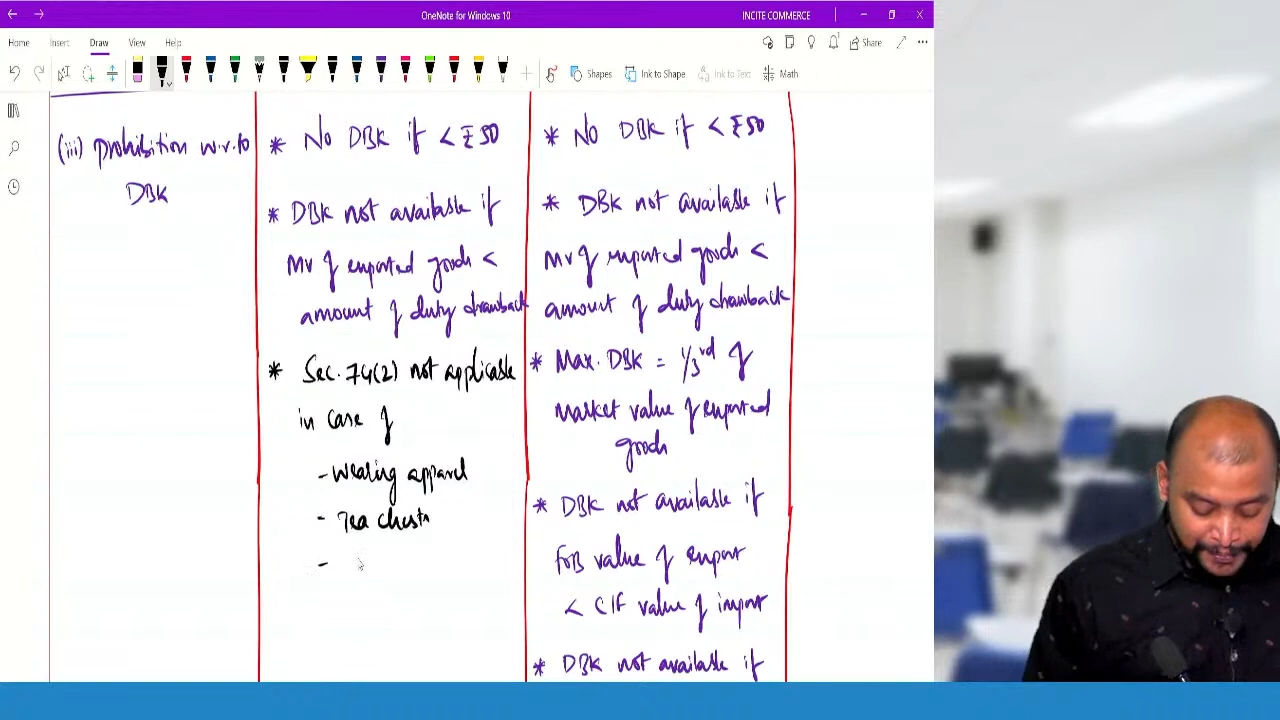 OneNote for Windows 10
INCITE COMMERCE
Home Insert Draw View Help
Share
Shapes
Ink to Shape
Ink to Text
Math
(iii) prohibition w.r.to
DBK
* No DBK if < ₹50
* DBK not available if
MV of exported goods <
amount of duty drawback
* Sec. 74(2) not applicable
in case of
- wearing apparel
- Tea chests
-
* No DBK if < ₹50
* DBK not available if
MV of exported goods <
amount of duty drawback
* Max. DBK = 1/3rd of
market value of exported
goods
* DBK not available if
FOB value of export
< CIF value of import
* DBK not available if